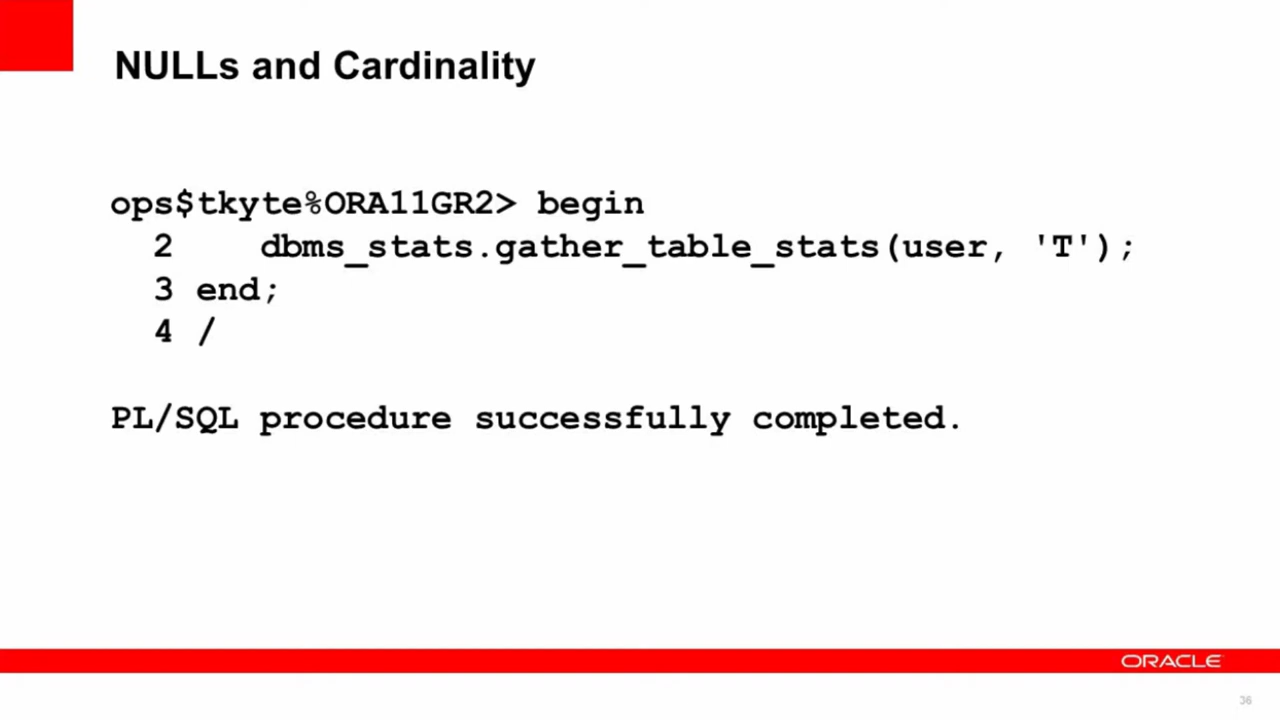 NULLs and Cardinality
ops$tkyte%ORA11GR2> begin
2 dbms_stats.gather_table_stats(user, 'T');
3 end;
4 /
PL/SQL procedure successfully completed.
ORACLE
36